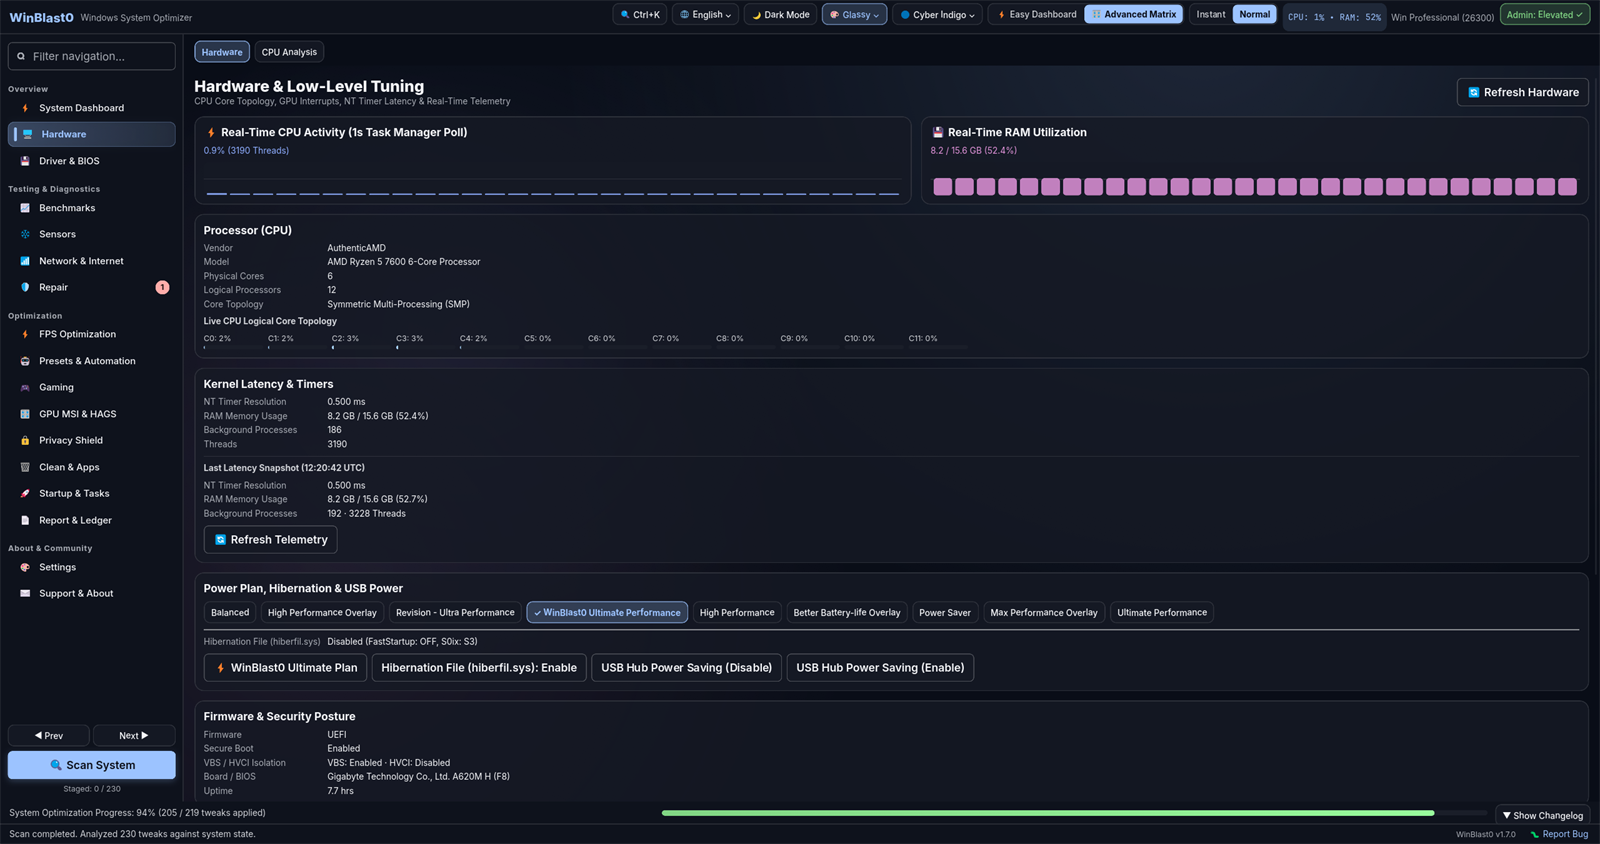 WinBlast0 Windows System Optimizer
Ctrl+K
English
Dark Mode
Glassy
Cyber Indigo
Easy Dashboard
Advanced Matrix
Instant
Normal
CPU: 1% • RAM: 52%
Win Professional (26300)
Admin: Elevated ✓
Filter navigation...
Overview
System Dashboard
Hardware
Driver & BIOS
Testing & Diagnostics
Benchmarks
Sensors
Network & Internet
Repair 1
Optimization
FPS Optimization
Presets & Automation
Gaming
GPU MSI & HAGS
Privacy Shield
Clean & Apps
Startup & Tasks
Report & Ledger
About & Community
Settings
Support & About
◀ Prev
Next ▶
Scan System
Staged: 0 / 230
Hardware
CPU Analysis
Hardware & Low-Level Tuning
CPU Core Topology, GPU Interrupts, NT Timer Latency & Real-Time Telemetry
Refresh Hardware
Real-Time CPU Activity (1s Task Manager Poll)
0.9% (3190 Threads)
Real-Time RAM Utilization
8.2 / 15.6 GB (52.4%)
Processor (CPU)
Vendor AuthenticAMD
Model AMD Ryzen 5 7600 6-Core Processor
Physical Cores 6
Logical Processors 12
Core Topology Symmetric Multi-Processing (SMP)
Live CPU Logical Core Topology
C0: 2% C1: 2% C2: 3% C3: 3% C4: 2% C5: 0% C6: 0% C7: 0% C8: 0% C9: 0% C10: 0% C11: 0%
Kernel Latency & Timers
NT Timer Resolution 0.500 ms
RAM Memory Usage 8.2 GB / 15.6 GB (52.4%)
Background Processes 186
Threads 3190
Last Latency Snapshot (12:20:42 UTC)
NT Timer Resolution 0.500 ms
RAM Memory Usage 8.2 GB / 15.6 GB (52.7%)
Background Processes 192 · 3228 Threads
Refresh Telemetry
Power Plan, Hibernation & USB Power
Balanced
High Performance Overlay
Revision - Ultra Performance
✓ WinBlast0 Ultimate Performance
High Performance
Better Battery-life Overlay
Power Saver
Max Performance Overlay
Ultimate Performance
Hibernation File (hiberfil.sys) Disabled (FastStartup: OFF, S0ix: S3)
WinBlast0 Ultimate Plan
Hibernation File (hiberfil.sys): Enable
USB Hub Power Saving (Disable)
USB Hub Power Saving (Enable)
Firmware & Security Posture
Firmware UEFI
Secure Boot Enabled
VBS / HVCI Isolation VBS: Enabled · HVCI: Disabled
Board / BIOS Gigabyte Technology Co., Ltd. A620M H (F8)
Uptime 7.7 hrs
System Optimization Progress: 94% (205 / 219 tweaks applied)
▼ Show Changelog
Scan completed. Analyzed 230 tweaks against system state.
WinBlast0 v1.7.0
Report Bug